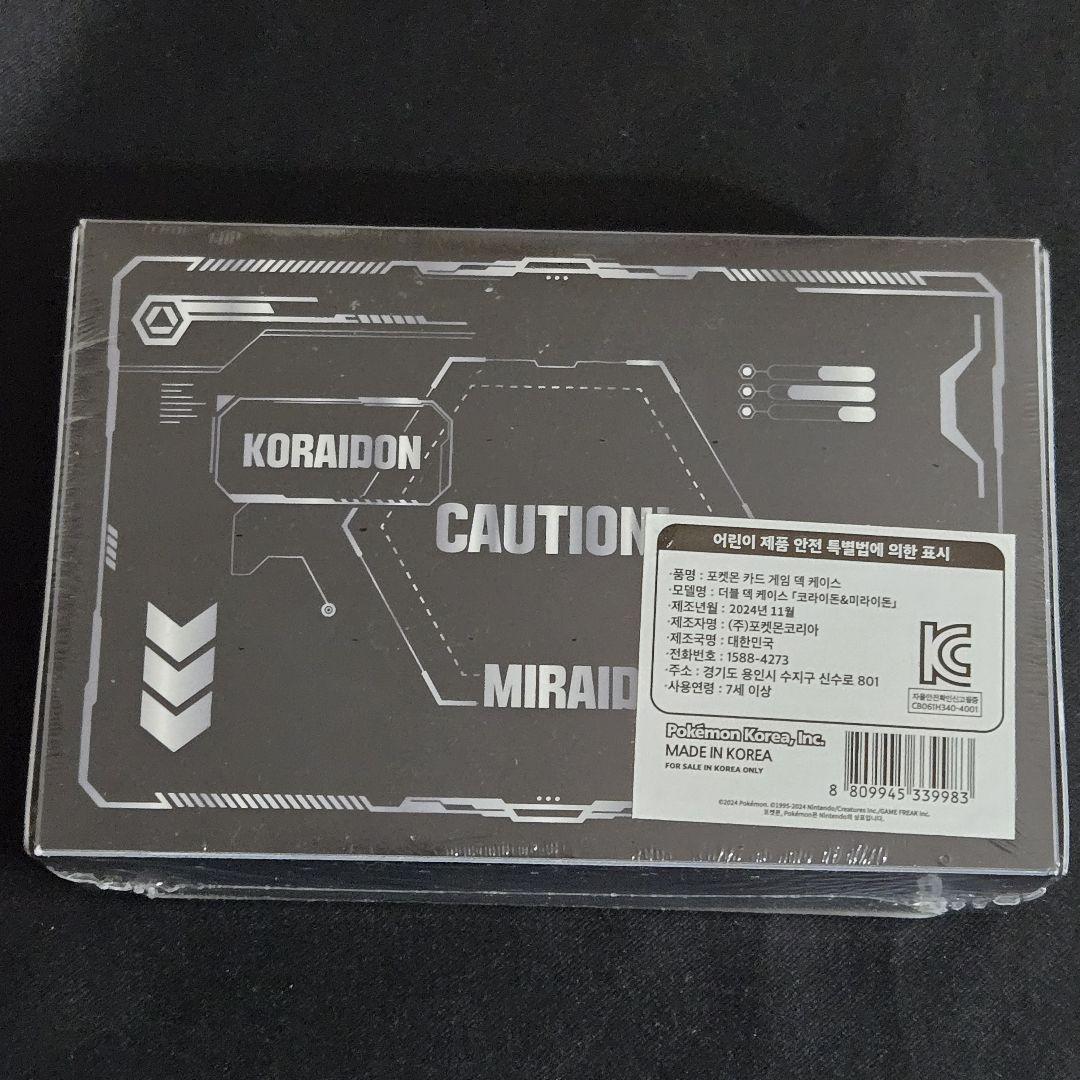 KORAIDON
CAUTION!
MIRAID
어린이 제품 안전 특별법에 의한 표시
·품명 : 포켓몬 카드 게임 덱 케이스
·모델명 : 더블 덱 케이스 「코라이돈&미라이돈」
·제조년월 : 2024년 11월
·제조자명 : (주)포켓몬코리아
·제조국명 : 대한민국
·전화번호 : 1588-4273
·주소 : 경기도 용인시 수지구 신수로 801
·사용연령 : 7세 이상
KC
자율안전확인신고필증
CB061H340-4001
Pokémon Korea, Inc.
MADE IN KOREA
FOR SALE IN KOREA ONLY
8 809945 339983
©2024 Pokémon. ©1995-2024 Nintendo/Creatures Inc./GAME FREAK inc.
포켓몬, Pokémon은 Nintendo의 상표입니다.